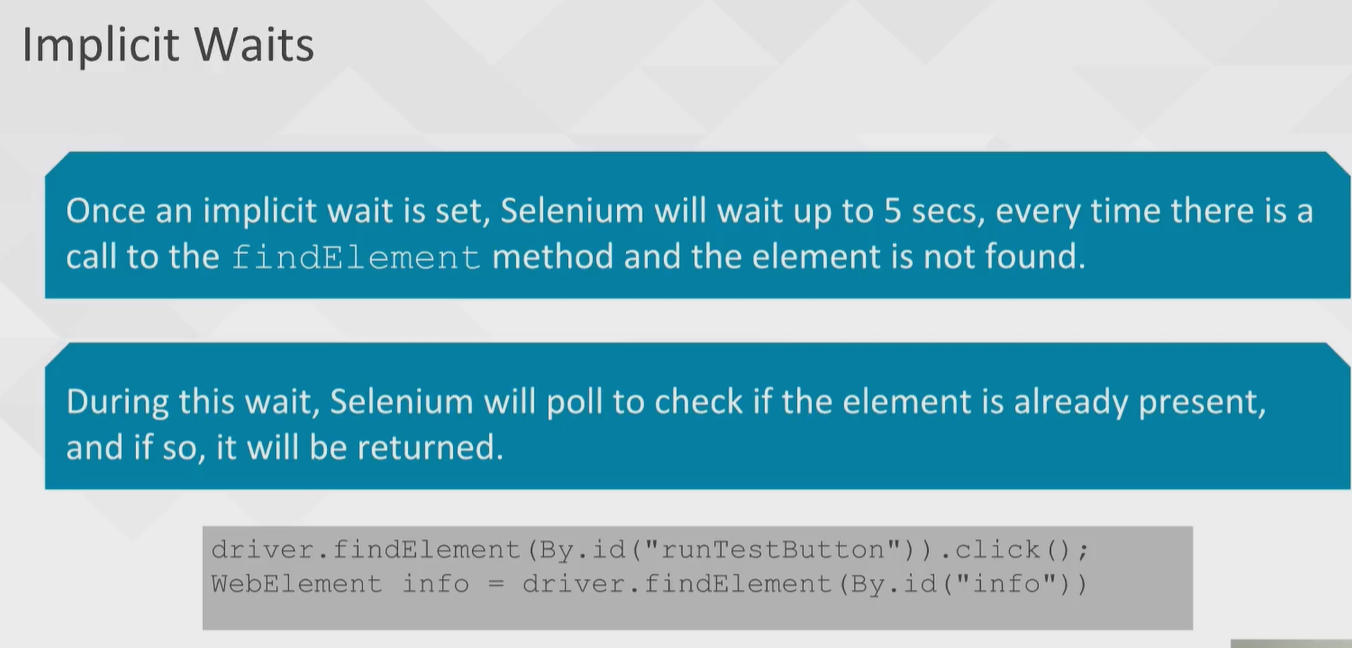 Implicit Waits
Once an implicit wait is set, Selenium will wait up to 5 secs, every time there is a
call to the findElement method and the element is not found.
During this wait, Selenium will poll to check if the element is already present,
and if so, it will be returned.
driver.findElement(By.id("runTestButton")).click();
WebElement info = driver.findElement(By.id("info"))